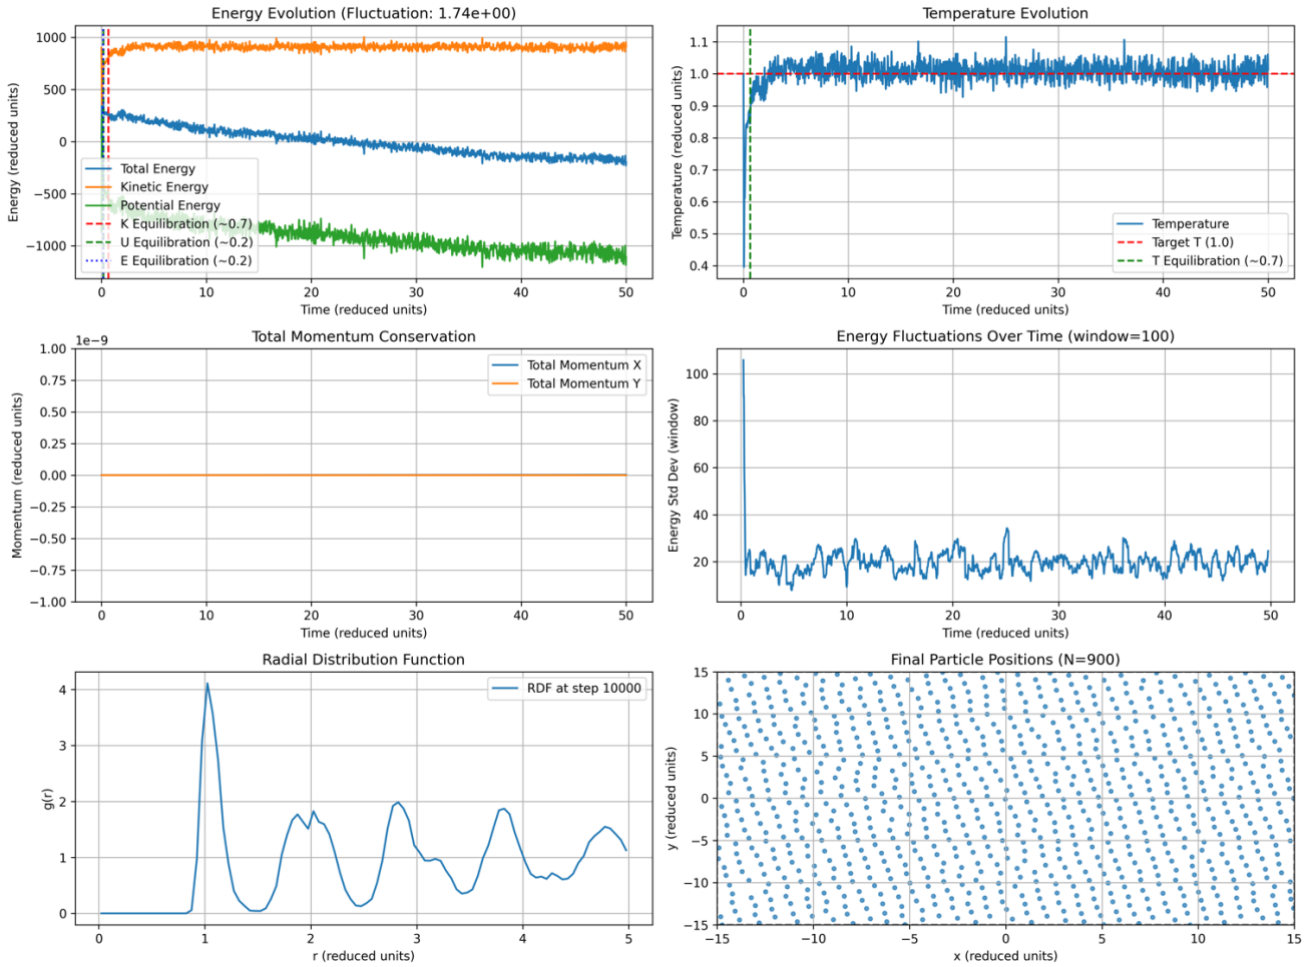 Energy Evolution (Fluctuation: 1.74e+00)
1000
500
0
−500
−1000
Energy (reduced units)
Total Energy
Kinetic Energy
Potential Energy
K Equilibration (~0.7)
U Equilibration (~0.2)
E Equilibration (~0.2)
0 10 20 30 40 50
Time (reduced units)
Temperature Evolution
1.1
1.0
0.9
0.8
0.7
0.6
0.5
0.4
Temperature (reduced units)
Temperature
Target T (1.0)
T Equilibration (~0.7)
0 10 20 30 40 50
Time (reduced units)
Total Momentum Conservation
1e−9
1.00
0.75
0.50
0.25
0.00
−0.25
−0.50
−0.75
−1.00
Momentum (reduced units)
Total Momentum X
Total Momentum Y
0 10 20 30 40 50
Time (reduced units)
Energy Fluctuations Over Time (window=100)
100
80
60
40
20
Energy Std Dev (window)
0 10 20 30 40 50
Time (reduced units)
Radial Distribution Function
4
3
2
1
0
g(r)
RDF at step 10000
0 1 2 3 4 5
r (reduced units)
Final Particle Positions (N=900)
15
10
5
0
−5
−10
−15
y (reduced units)
−15 −10 −5 0 5 10 15
x (reduced units)